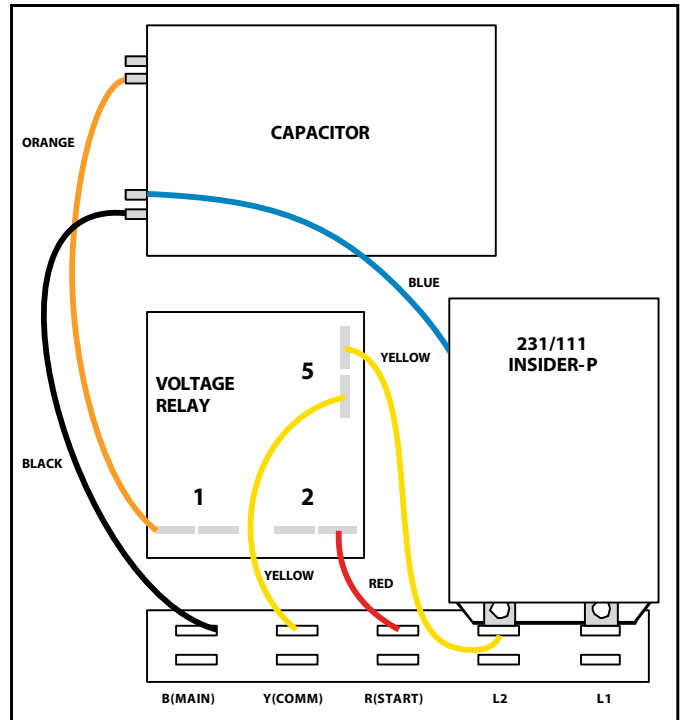 CAPACITOR
ORANGE
BLUE
231/111
INSIDER-P
YELLOW
5
VOLTAGE
RELAY
BLACK
1
2
YELLOW
RED
B(MAIN)
Y(COMM)
R(START)
L2
L1